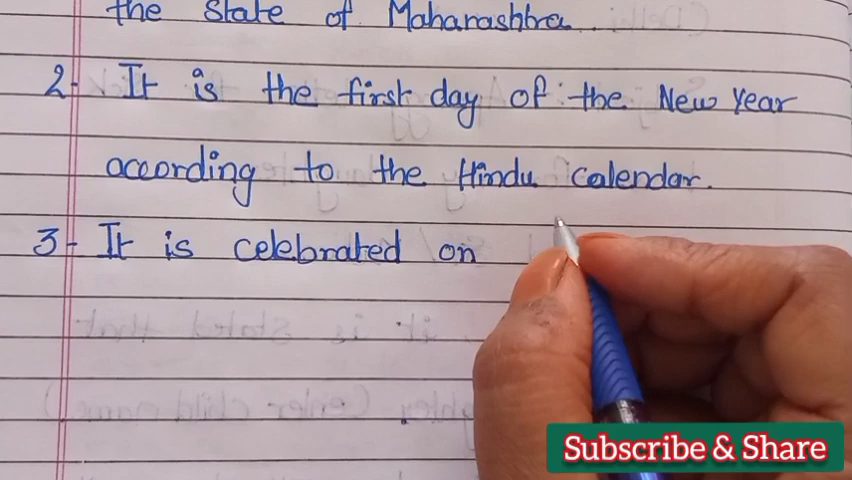 the state of Maharashtra.
2- It is the first day of the New Year
according to the Hindu calendar.
3- It is celebrated on
Subscribe & Share